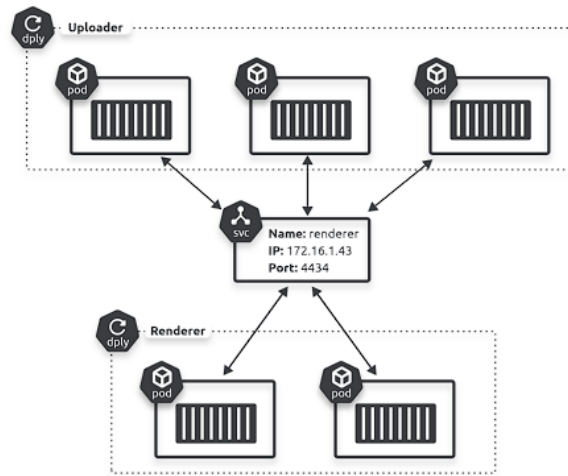 dply
Uploader
pod
pod
pod
svc
Name: renderer
IP: 172.16.1.43
Port: 4434
dply
Renderer
pod
pod